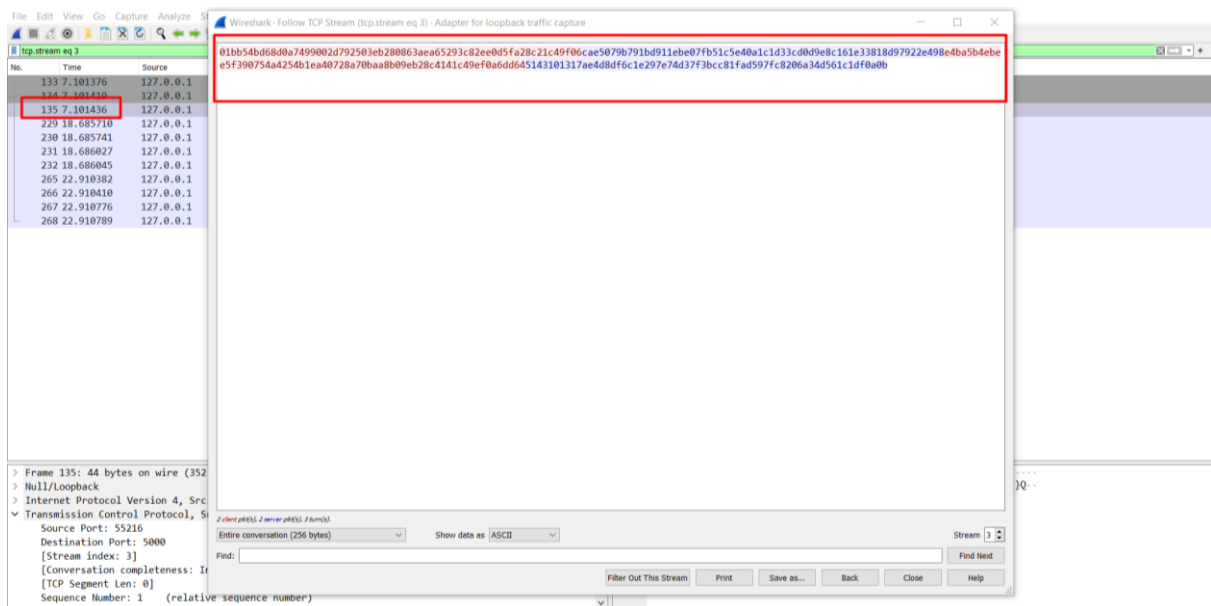 File Edit View Go Capture Analyze St
Wireshark · Follow TCP Stream (tcp.stream eq 3) · Adapter for loopback traffic capture
tcp.stream eq 3
01bb54bd68d0a7499002d792503eb280863aea65293c82ee0d5fa28c21c49f06cae5079b791bd911ebe07fb51c5e40a1c1d33cd0d9e8c161e33818d97922e498e4ba5b4ebe
e5f390754a4254b1ea40728a70baa8b09eb28c4141c49ef0a6dd645143101317ae4d8df6c1e297e74d37f3bcc81fad597fc8206a34d561c1df0a0b
No. Time Source
133 7.101376 127.0.0.1
134 7.101410 127.0.0.1
135 7.101436 127.0.0.1
229 18.685710 127.0.0.1
230 18.685741 127.0.0.1
231 18.686027 127.0.0.1
232 18.686045 127.0.0.1
265 22.910382 127.0.0.1
266 22.910410 127.0.0.1
267 22.910776 127.0.0.1
268 22.910789 127.0.0.1
> Frame 135: 44 bytes on wire (352
> Null/Loopback
> Internet Protocol Version 4, Src
Transmission Control Protocol, S
Source Port: 55216
Destination Port: 5000
[Stream index: 3]
[Conversation completeness: In
[TCP Segment Len: 0]
Sequence Number: 1 (relative sequence number)
}Q··
2 client pkt(s), 2 server pkt(s), 3 turn(s).
Entire conversation (256 bytes) Show data as ASCII Stream 3
Find: Find Next
Filter Out This Stream Print Save as... Back Close Help